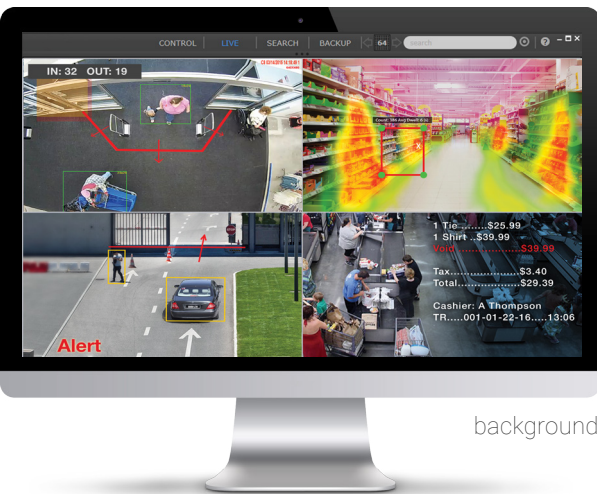 CONTROL LIVE SEARCH BACKUP 64 search ?
IN: 32 OUT: 19
1 Tie .........$25.99
1 Shirt ..$39.99
Void ......................$39.99
Tax......................$3.40
Total...................$29.39
Cashier: A Thompson
TR.....001-01-22-16.....13:06
Alert
background